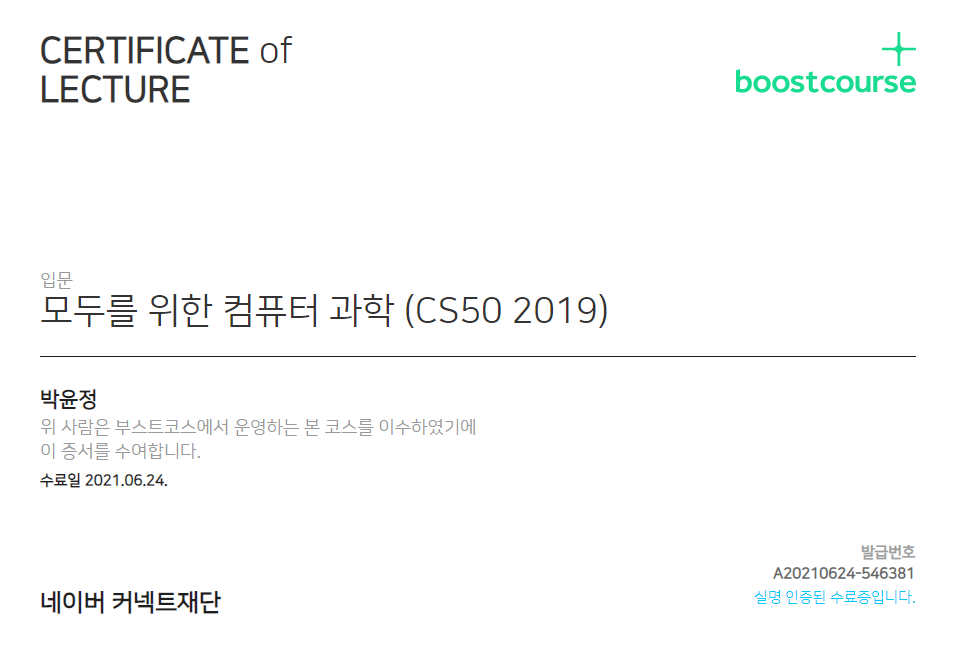 CERTIFICATE of
LECTURE
boostcourse
입문
모두를 위한 컴퓨터 과학 (CS50 2019)
박윤정
위 사람은 부스트코스에서 운영하는 본 코스를 이수하였기에
이 증서를 수여합니다.
수료일 2021.06.24.
발급번호
A20210624-546381
실명 인증된 수료증입니다.
네이버 커넥트재단